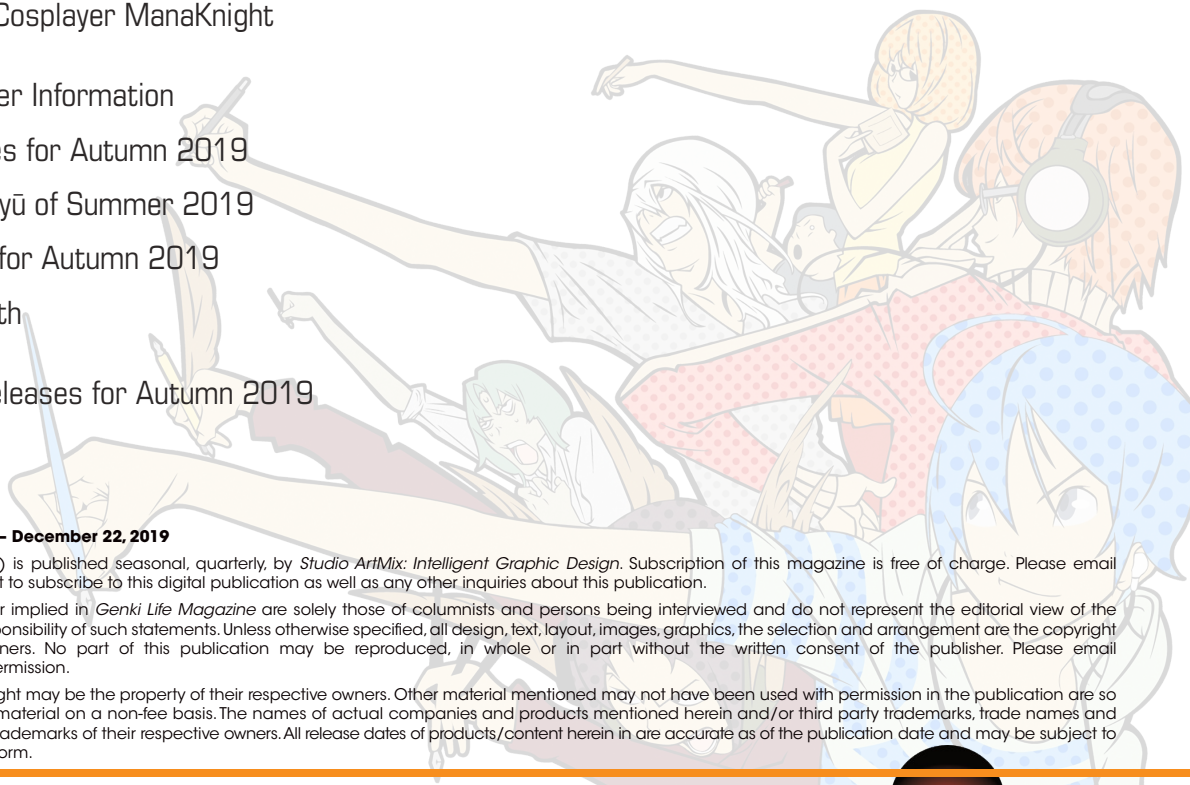 Cosplayer ManaKnight
er Information
es for Autumn 2019
yū of Summer 2019
for Autumn 2019
th
eleases for Autumn 2019
– December 22, 2019
) is published seasonal, quarterly, by Studio ArtMix: Intelligent Graphic Design. Subscription of this magazine is free of charge. Please email
t to subscribe to this digital publication as well as any other inquiries about this publication.
r implied in Genki Life Magazine are solely those of columnists and persons being interviewed and do not represent the editorial view of the
ponsibility of such statements. Unless otherwise specified, all design, text, layout, images, graphics, the selection and arrangement are the copyright
ners. No part of this publication may be reproduced, in whole or in part without the written consent of the publisher. Please email
ermission.
ght may be the property of their respective owners. Other material mentioned may not have been used with permission in the publication are so
material on a non-fee basis. The names of actual companies and products mentioned herein and/or third party trademarks, trade names and
rademarks of their respective owners. All release dates of products/content herein in are accurate as of the publication date and may be subject to
orm.